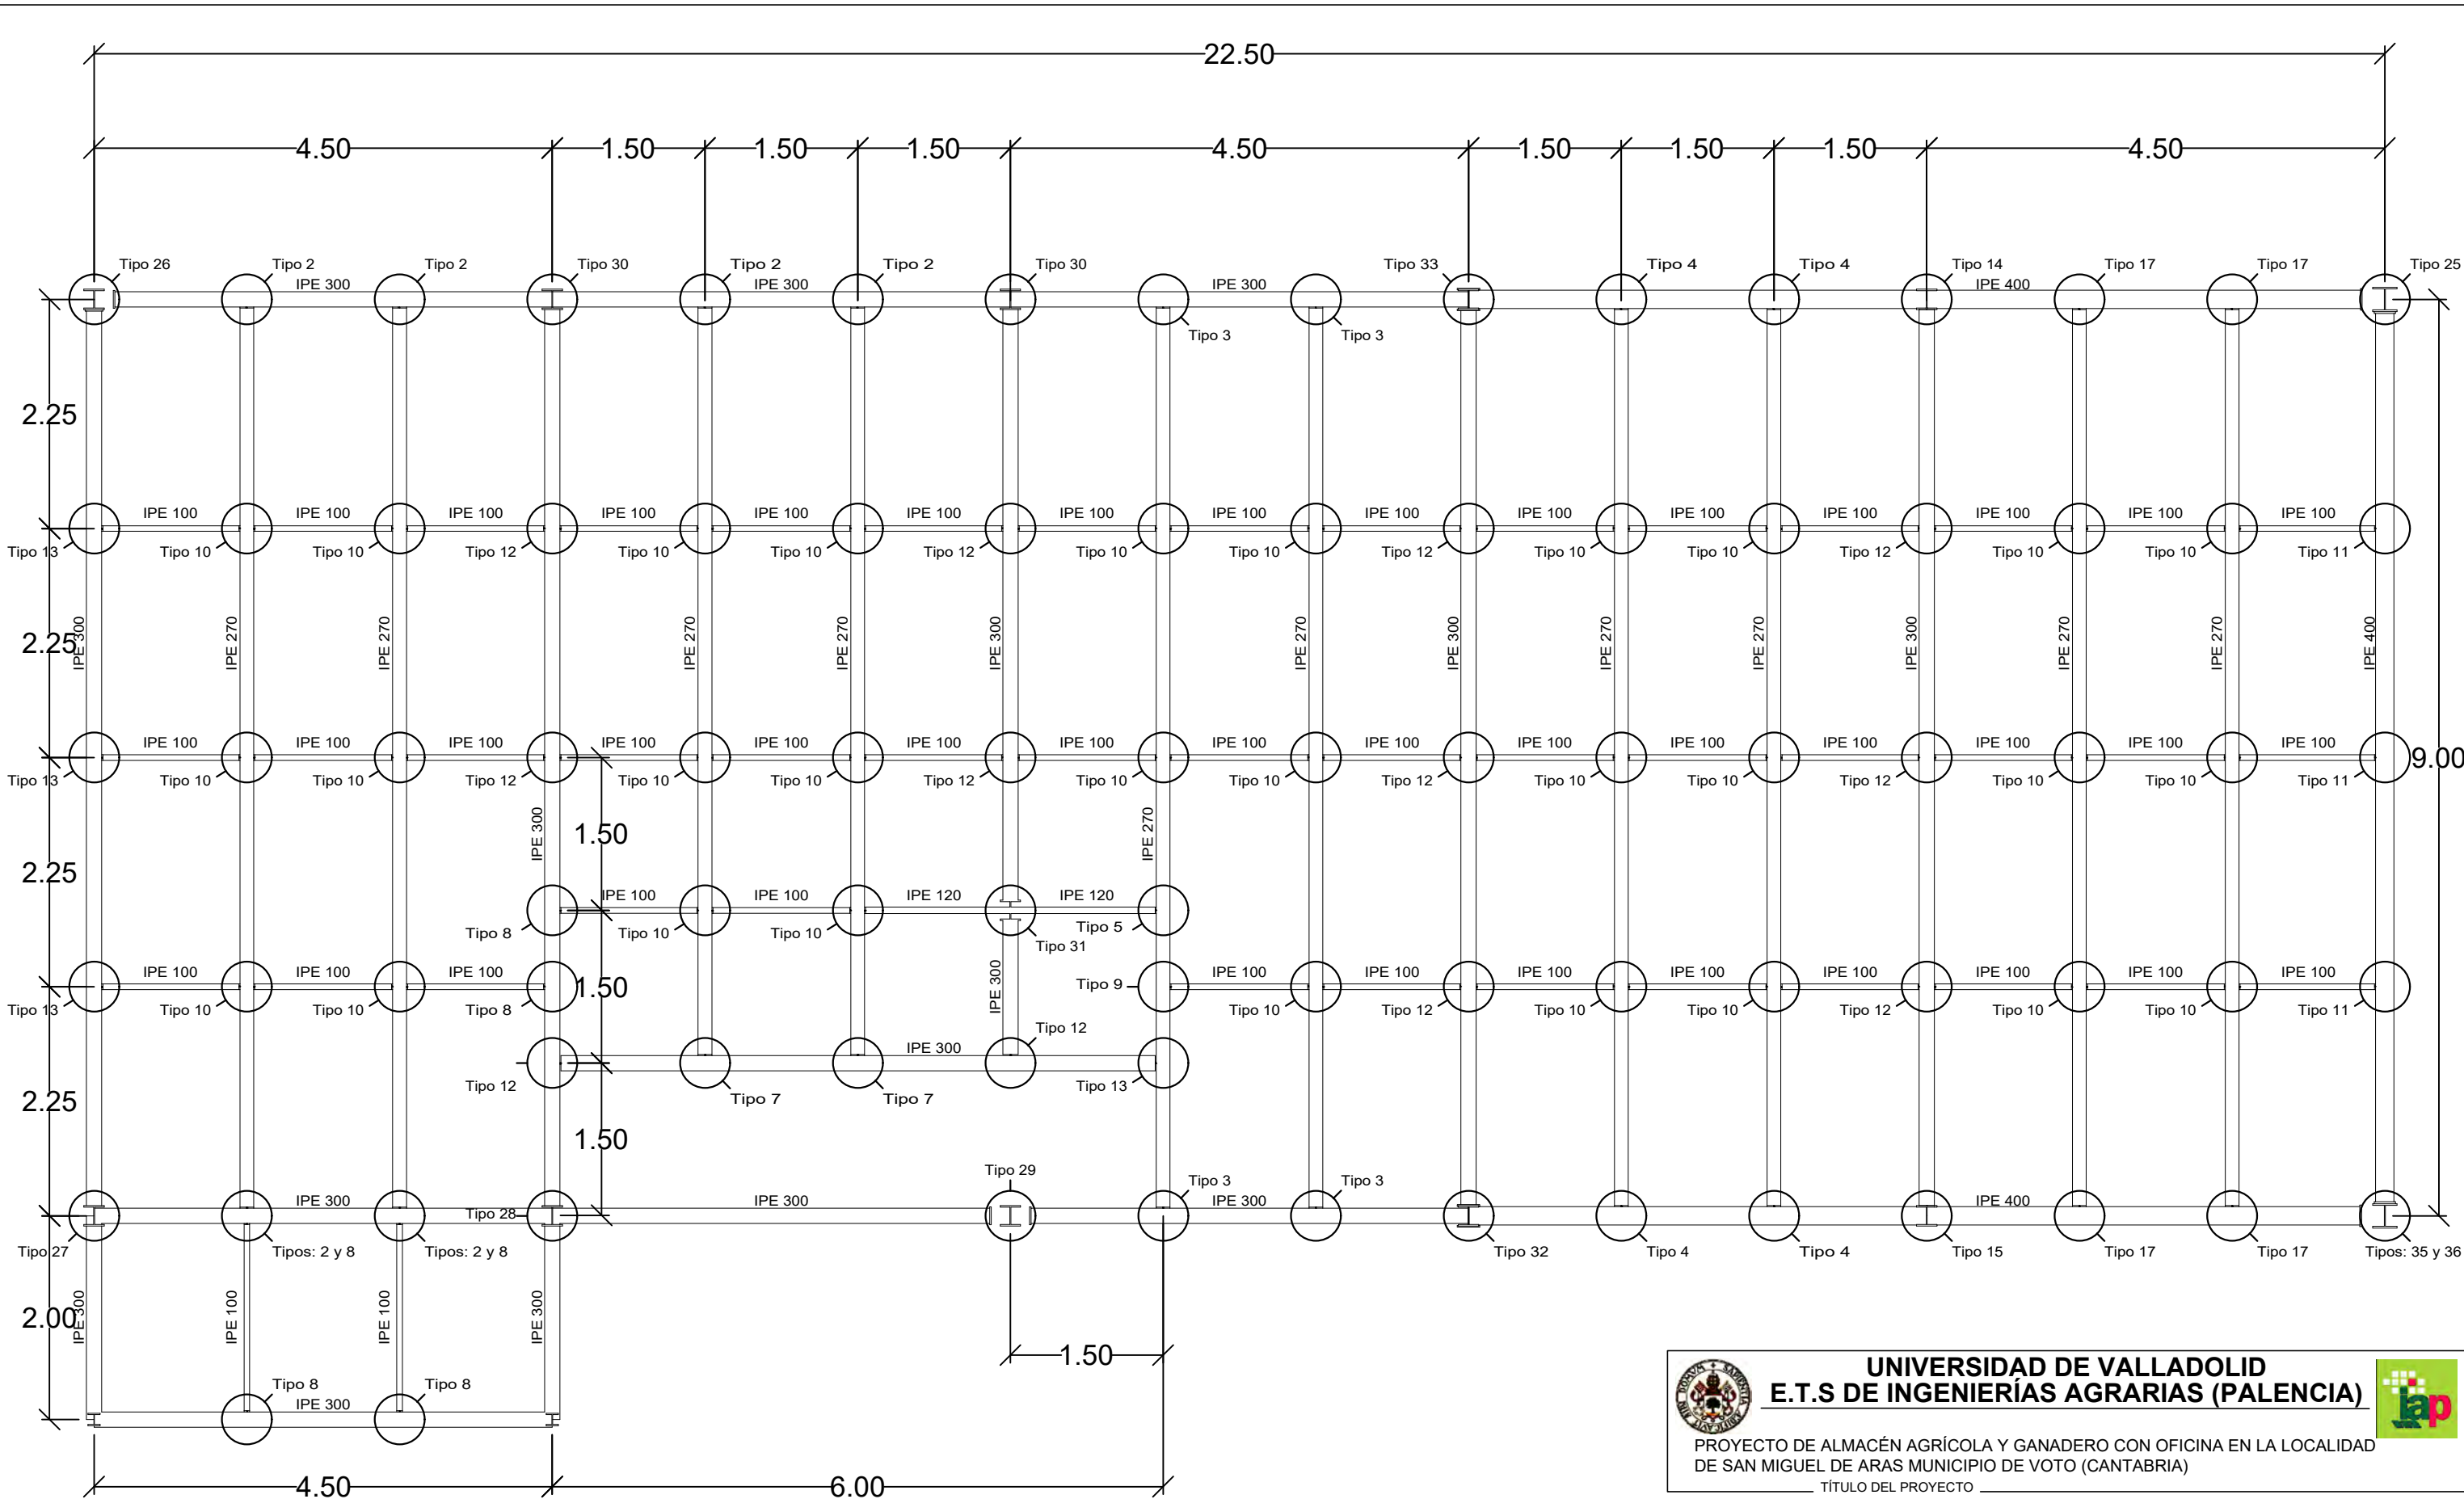 22.50
4.50 1.50 1.50 1.50 4.50 1.50 1.50 1.50 4.50
Tipo 26 Tipo 2 Tipo 2 Tipo 30 Tipo 2 Tipo 2 Tipo 30 Tipo 33 Tipo 4 Tipo 4 Tipo 14 Tipo 17 Tipo 17 Tipo 25
IPE 300 IPE 300 IPE 300 IPE 400
Tipo 3 Tipo 3
2.25
IPE 100 IPE 100 IPE 100 IPE 100 IPE 100 IPE 100 IPE 100 IPE 100 IPE 100 IPE 100 IPE 100 IPE 100 IPE 100 IPE 100 IPE 100
Tipo 13 Tipo 10 Tipo 10 Tipo 12 Tipo 10 Tipo 10 Tipo 12 Tipo 10 Tipo 10 Tipo 12 Tipo 10 Tipo 10 Tipo 12 Tipo 10 Tipo 10 Tipo 11
2.25 IPE 300 IPE 270 IPE 270 IPE 270 IPE 270 IPE 300 IPE 270 IPE 300 IPE 270 IPE 270 IPE 300 IPE 270 IPE 270 IPE 400
IPE 100 IPE 100 IPE 100 IPE 100 IPE 100 IPE 100 IPE 100 IPE 100 IPE 100 IPE 100 IPE 100 IPE 100 IPE 100 IPE 100 IPE 100
9.00
Tipo 13 Tipo 10 Tipo 10 Tipo 12 Tipo 10 Tipo 10 Tipo 12 Tipo 10 Tipo 10 Tipo 12 Tipo 10 Tipo 10 Tipo 12 Tipo 10 Tipo 10 Tipo 11
IPE 300 1.50 IPE 270
2.25
IPE 100 IPE 100 IPE 120 IPE 120
Tipo 8 Tipo 10 Tipo 10 Tipo 31 Tipo 5
IPE 100 IPE 100 IPE 100 1.50 IPE 300 Tipo 9 IPE 100 IPE 100 IPE 100 IPE 100 IPE 100 IPE 100 IPE 100 IPE 100
Tipo 13 Tipo 10 Tipo 10 Tipo 8 Tipo 10 Tipo 12 Tipo 10 Tipo 10 Tipo 12 Tipo 10 Tipo 10 Tipo 11
Tipo 12
IPE 300
Tipo 12 Tipo 13
2.25 Tipo 7 Tipo 7
1.50
Tipo 29
Tipo 3 Tipo 3
IPE 300 IPE 300 IPE 300 IPE 400
Tipo 28
Tipo 27 Tipos: 2 y 8 Tipos: 2 y 8 Tipo 32 Tipo 4 Tipo 4 Tipo 15 Tipo 17 Tipo 17 Tipos: 35 y 36
2.00 IPE 300 IPE 100 IPE 100 IPE 300
1.50
Tipo 8 Tipo 8
IPE 300
4.50 6.00
UNIVERSIDAD DE VALLADOLID
E.T.S DE INGENIERÍAS AGRARIAS (PALENCIA)
iap
PROYECTO DE ALMACÉN AGRÍCOLA Y GANADERO CON OFICINA EN LA LOCALIDAD
DE SAN MIGUEL DE ARAS MUNICIPIO DE VOTO (CANTABRIA)
TÍTULO DEL PROYECTO